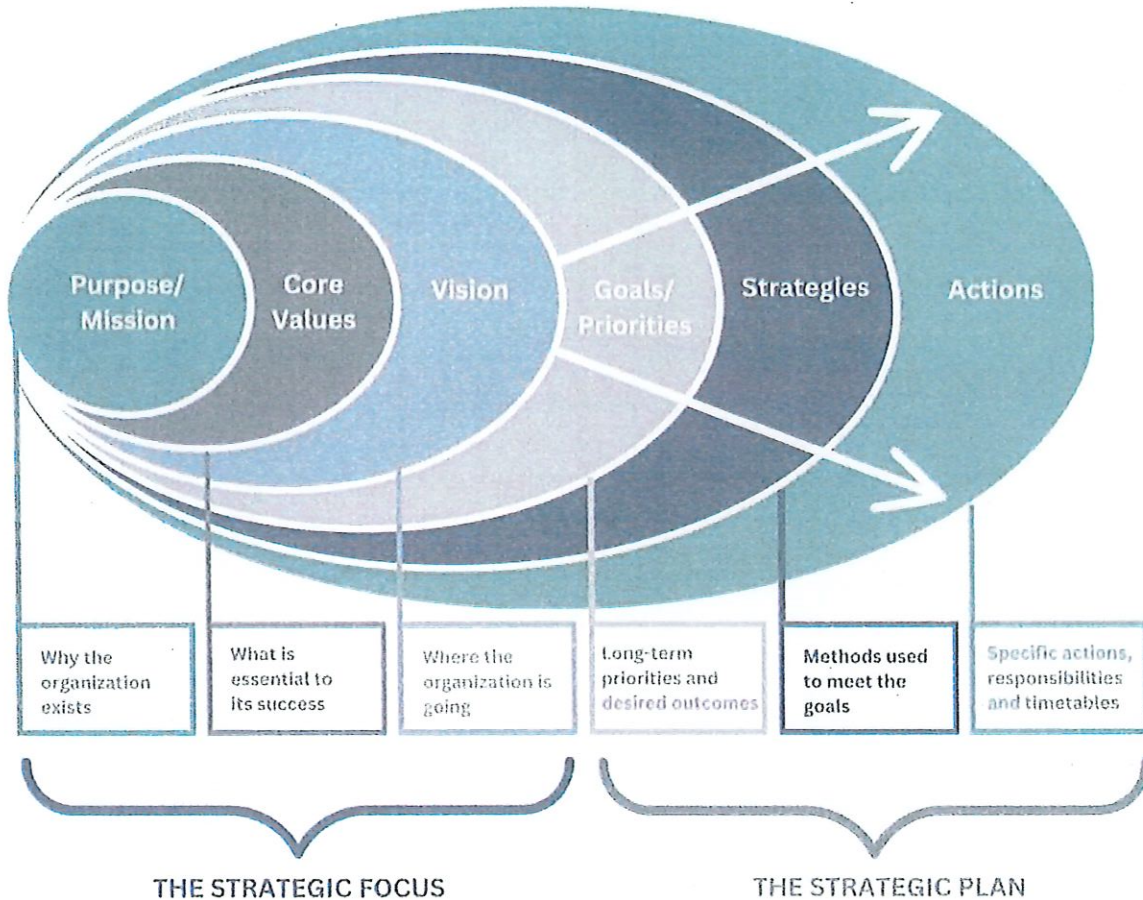 Purpose/
Mission
Core
Values
Vision
Goals/
Priorities
Strategies
Actions
Why the
organization
exists
What is
essential to
its success
Where the
organization is
going
Long-term
priorities and
desired outcomes
Methods used
to meet the
goals
Specific actions,
responsibilities
and timetables
THE STRATEGIC FOCUS
THE STRATEGIC PLAN